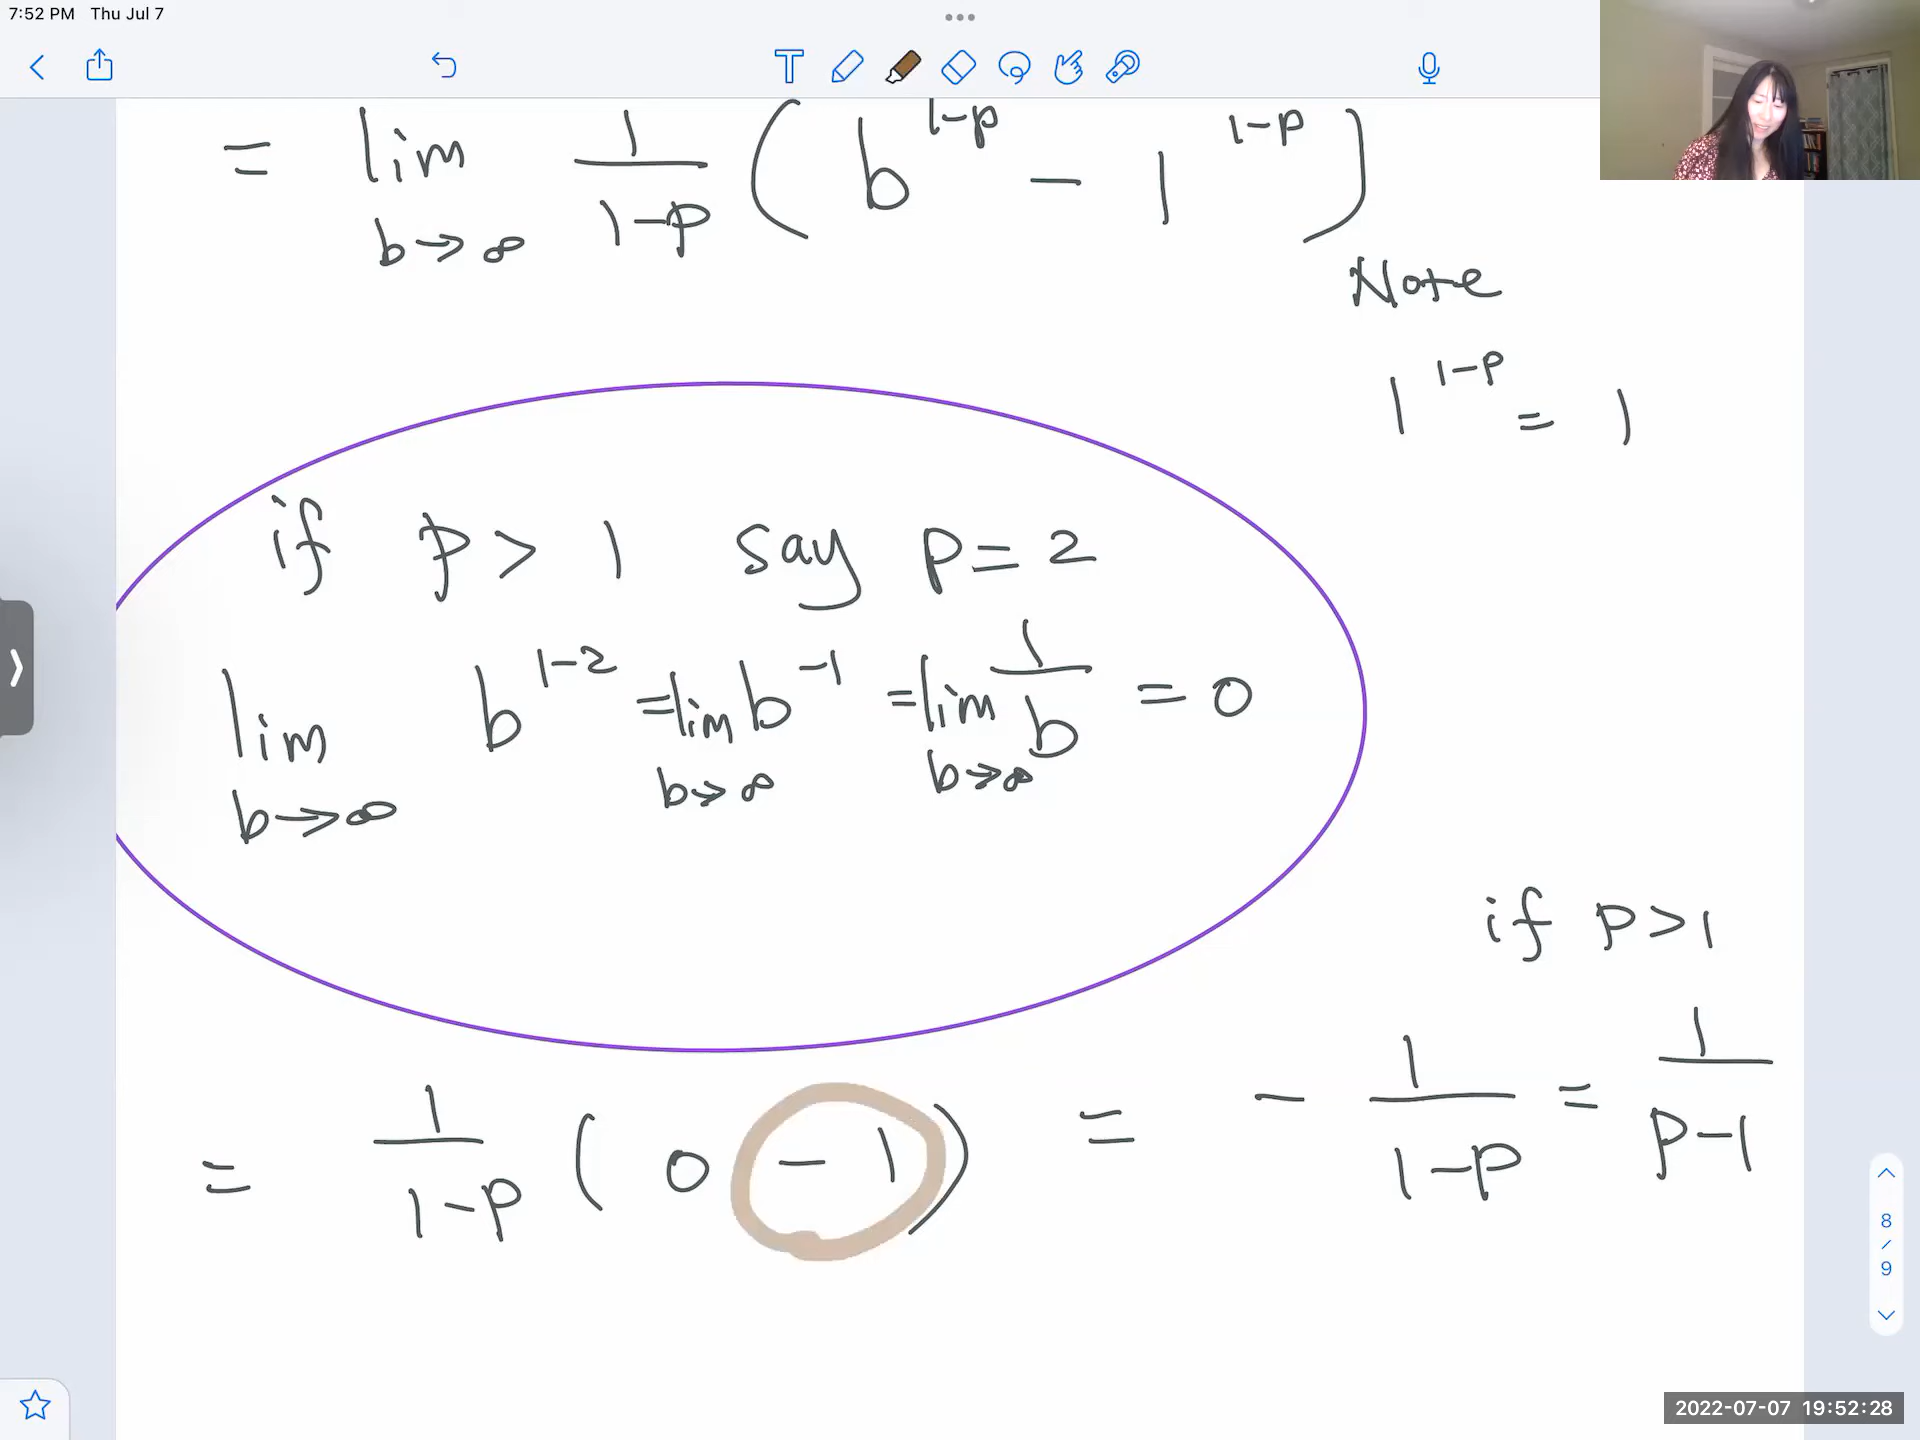 7:52 PM Thu Jul 7
= lim b→∞ 1/(1-p) ( b^(1-p) - 1^(1-p) )
Note
1^(1-p) = 1
if p > 1 say p = 2
lim b→∞ b^(1-2) = lim b→∞ b^(-1) = lim b→∞ 1/b = 0
if p>1
= 1/(1-p) ( 0 - 1 ) = - 1/(1-p) = 1/(p-1)
8
/
9
2022-07-07 19:52:28